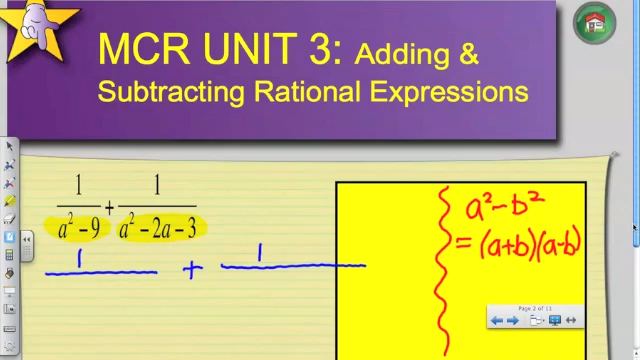 MCR UNIT 3: Adding &
Subtracting Rational Expressions
1/(a² − 9) + 1/(a² − 2a − 3)
1 + 1
a² − b²
= (a+b)(a-b)
Page 2 of 11